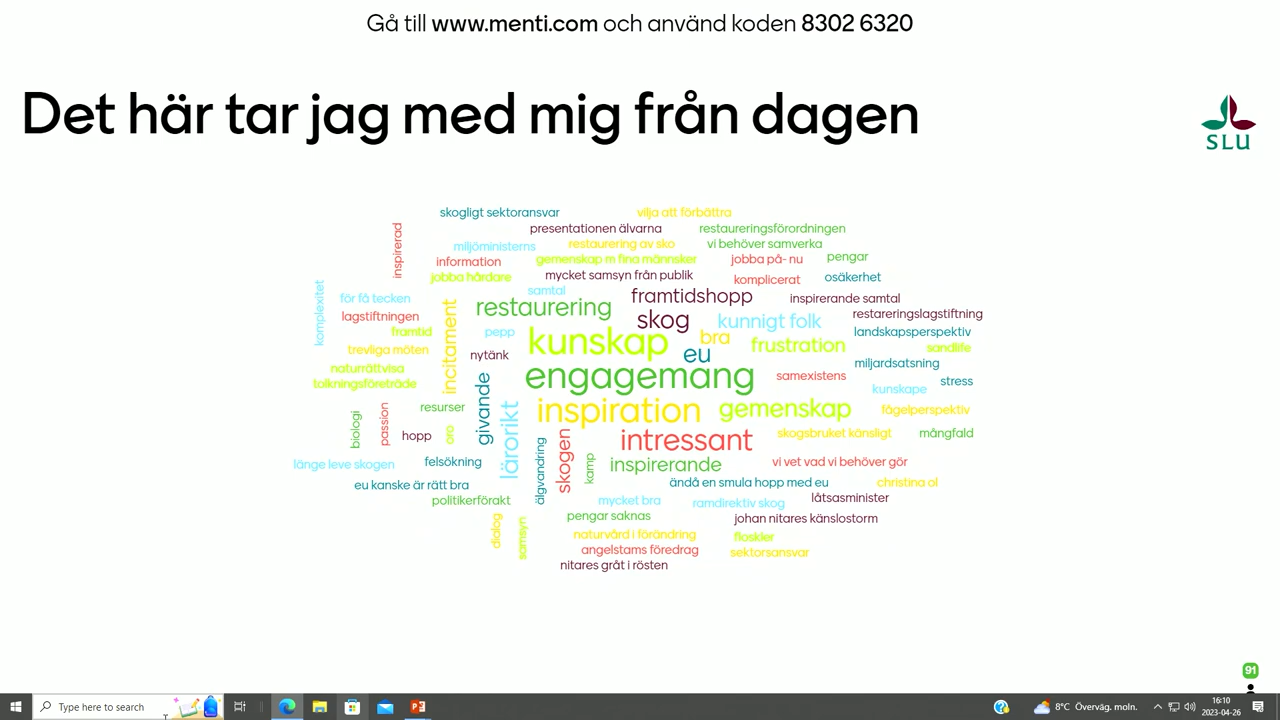 Gå till www.menti.com och använd koden 8302 6320
Det här tar jag med mig från dagen
SLU
skogligt sektoransvar
vilja att förbättra
presentationen älvarna
restaureringsförordningen
inspirerad
miljöministerns
restaurering av sko
vi behöver samverka
information
gemenskap m fina männsker
jobba på- nu
pengar
jobba hårdare
mycket samsyn från publik
komplicerat
osäkerhet
komplexitet
för få tecken
samtal
framtidshopp
inspirerande samtal
lagstiftningen
incitament
restaurering
skog
kunnigt folk
restareringslagstiftning
framtid
pepp
kunskap
bra
landskapsperspektiv
trevliga möten
nytänk
eu
frustration
sandlife
naturrättvisa
miljardsatsning
tolkningsföreträde
engagemang
samexistens
stress
kunskape
resurser
givande
inspiration
gemenskap
fågelperspektiv
biologi
passion
hopp
oro
lärorikt
intressant
skogsbruket känsligt
mångfald
länge leve skogen
felsökning
älgvandring
skogen
kamp
inspirerande
vi vet vad vi behöver gör
eu kanske är rätt bra
ändå en smula hopp med eu
christina ol
politikerförakt
mycket bra
ramdirektiv skog
låtsasminister
dialog
samsyn
pengar saknas
johan nitares känslostorm
naturvård i förändring
floskler
angelstams föredrag
sektorsansvar
nitares gråt i rösten
91
Type here to search
8°C Överväg. moln.
16:10
2023-04-26